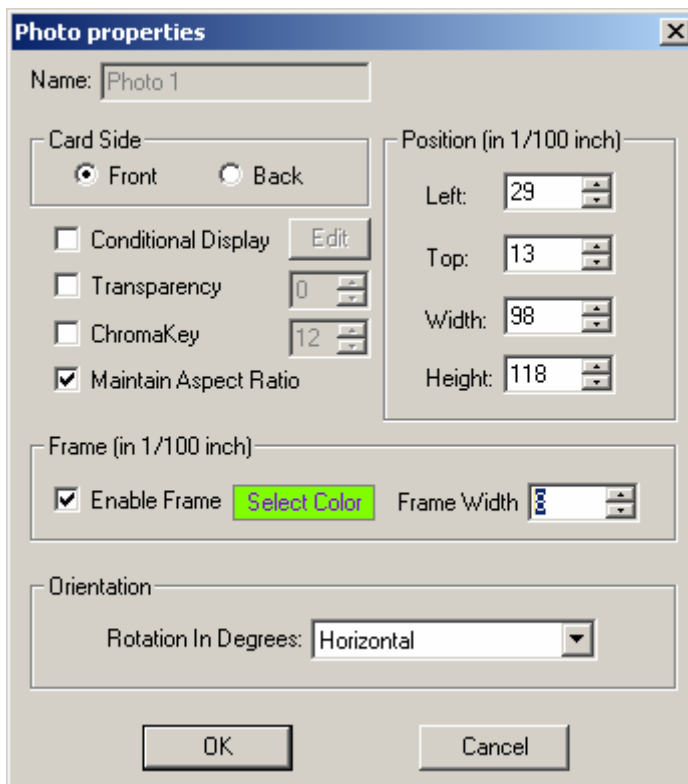 Photo properties
Name: Photo 1
Card Side
Front Back
Conditional Display Edit
Transparency 0
ChromaKey 12
Maintain Aspect Ratio
Position (in 1/100 inch)
Left: 29
Top: 13
Width: 98
Height: 118
Frame (in 1/100 inch)
Enable Frame Select Color Frame Width
Orientation
Rotation In Degrees: Horizontal
OK Cancel